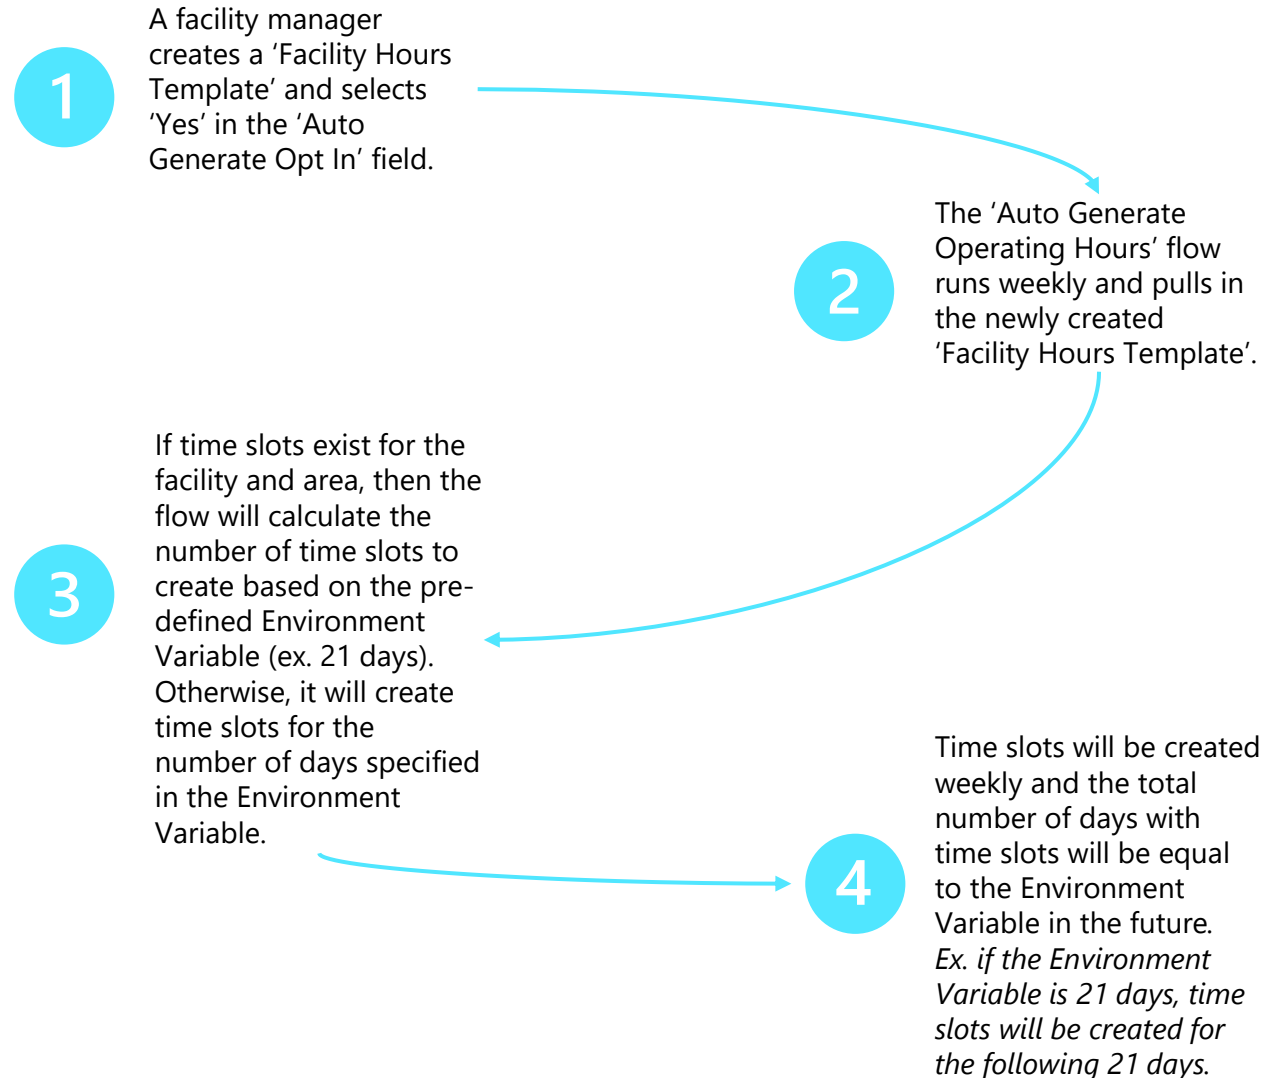 1
A facility manager
creates a ‘Facility Hours
Template’ and selects
‘Yes’ in the ‘Auto
Generate Opt In’ field.
2
The ‘Auto Generate
Operating Hours’ flow
runs weekly and pulls in
the newly created
‘Facility Hours Template’.
3
If time slots exist for the
facility and area, then the
flow will calculate the
number of time slots to
create based on the pre-
defined Environment
Variable (ex. 21 days).
Otherwise, it will create
time slots for the
number of days specified
in the Environment
Variable.
4
Time slots will be created
weekly and the total
number of days with
time slots will be equal
to the Environment
Variable in the future.
Ex. if the Environment
Variable is 21 days, time
slots will be created for
the following 21 days.